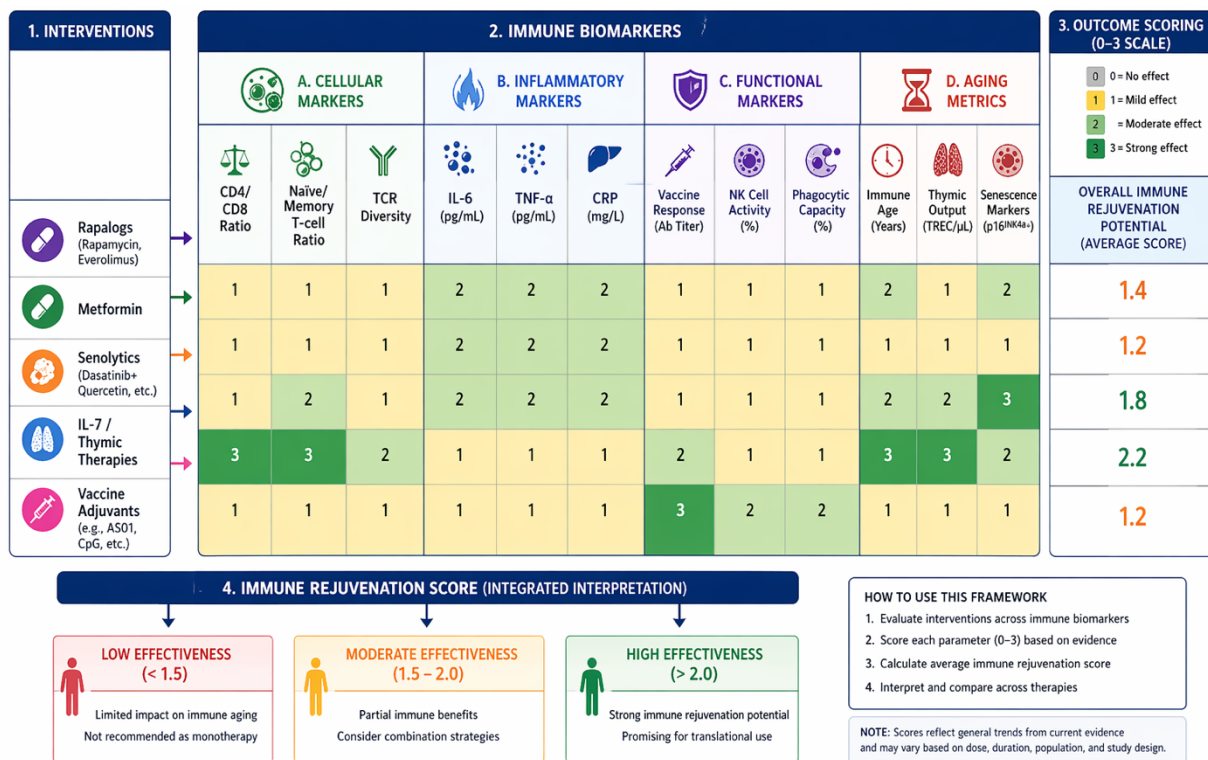 1. INTERVENTIONS
2. IMMUNE BIOMARKERS
3. OUTCOME SCORING
(0–3 SCALE)
A. CELLULAR
MARKERS
B. INFLAMMATORY
MARKERS
C. FUNCTIONAL
MARKERS
D. AGING
METRICS
0 0 = No effect
1 1 = Mild effect
2 = Moderate effect
3 3 = Strong effect
CD4/
CD8
Ratio
Naïve/
Memory
T-cell
Ratio
TCR
Diversity
IL-6
(pg/mL)
TNF-α
(pg/mL)
CRP
(mg/L)
Vaccine
Response
(Ab Titer)
NK Cell
Activity
(%)
Phagocytic
Capacity
(%)
Immune
Age
(Years)
Thymic
Output
(TREC/µL)
Senescence
Markers
(p16INK4a+)
OVERALL IMMUNE
REJUVENATION
POTENTIAL
(AVERAGE SCORE)
Rapalogs
(Rapamycin,
Everolimus)
Metformin
Senolytics
(Dasatinib+
Quercetin, etc.)
IL-7 /
Thymic
Therapies
Vaccine
Adjuvants
(e.g., AS01,
CpG, etc.)
1 1 1 2 2 2 1 1 1 2 1 2 1.4
1 1 1 2 2 2 1 1 1 1 1 1 1.2
1 2 1 2 2 2 1 1 1 2 2 3 1.8
3 3 2 1 1 1 2 1 1 3 3 2 2.2
1 1 1 1 1 1 3 2 2 1 1 1 1.2
4. IMMUNE REJUVENATION SCORE (INTEGRATED INTERPRETATION)
LOW EFFECTIVENESS
(< 1.5)
Limited impact on immune aging
Not recommended as monotherapy
MODERATE EFFECTIVENESS
(1.5 – 2.0)
Partial immune benefits
Consider combination strategies
HIGH EFFECTIVENESS
(> 2.0)
Strong immune rejuvenation potential
Promising for translational use
HOW TO USE THIS FRAMEWORK
1. Evaluate interventions across immune biomarkers
2. Score each parameter (0–3) based on evidence
3. Calculate average immune rejuvenation score
4. Interpret and compare across therapies
NOTE: Scores reflect general trends from current evidence
and may vary based on dose, duration, population, and study design.